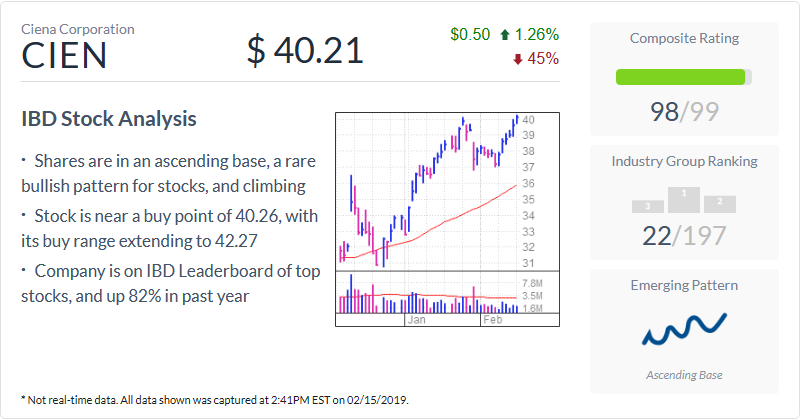 Ciena Corporation
CIEN
$ 40.21
$0.50 1.26%
45%
IBD Stock Analysis
· Shares are in an ascending base, a rare
bullish pattern for stocks, and climbing
· Stock is near a buy point of 40.26, with
its buy range extending to 42.27
· Company is on IBD Leaderboard of top
stocks, and up 82% in past year
40
39
38
37
36
35
34
33
32
31
7.8M
3.5M
1.6M
Jan Feb
Composite Rating
98/99
Industry Group Ranking
3 1 2
22/197
Emerging Pattern
Ascending Base
* Not real-time data. All data shown was captured at 2:41PM EST on 02/15/2019.